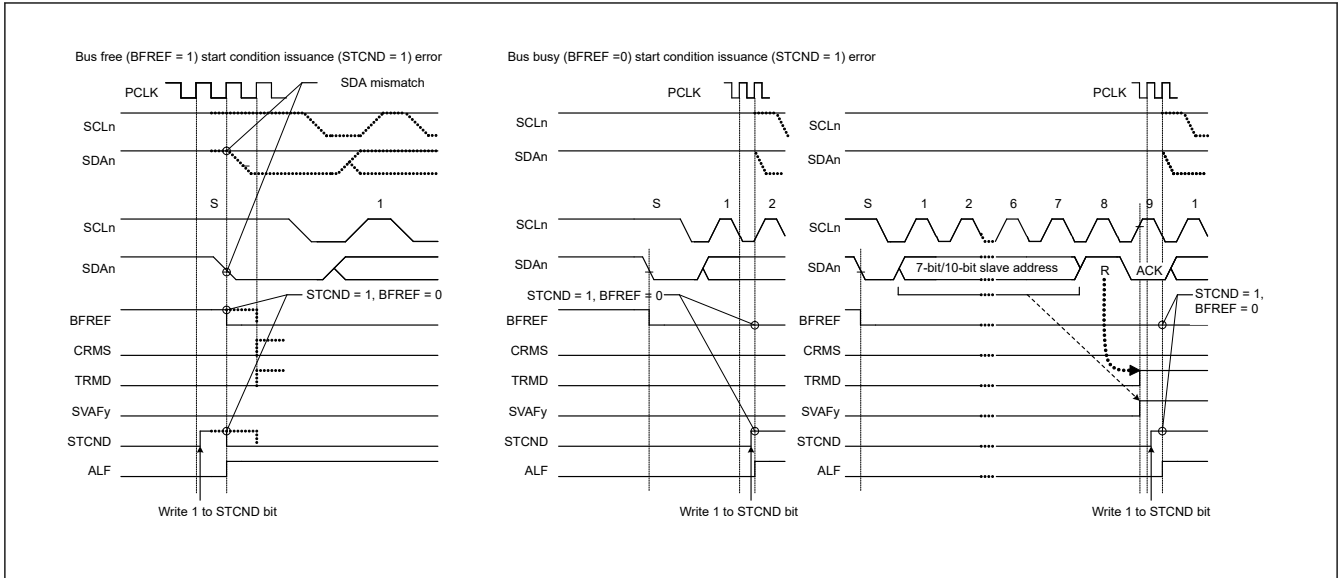 Bus free (BFREF = 1) start condition issuance (STCND = 1) error
PCLK
SDA mismatch
SCLn
SDAn
S
1
SCLn
SDAn
STCND = 1, BFREF = 0
BFREF
CRMS
TRMD
SVAFy
STCND
ALF
Write 1 to STCND bit
Bus busy (BFREF =0) start condition issuance (STCND = 1) error
PCLK
SCLn
SDAn
S
1
2
SCLn
SDAn
STCND = 1, BFREF = 0
BFREF
CRMS
TRMD
SVAFy
STCND
ALF
Write 1 to STCND bit
PCLK
SCLn
SDAn
S
1
2
6
7
8
9
1
SCLn
SDAn
7-bit/10-bit slave address
R
ACK
STCND = 1,
BFREF = 0
BFREF
CRMS
TRMD
SVAFy
STCND
ALF
Write 1 to STCND bit